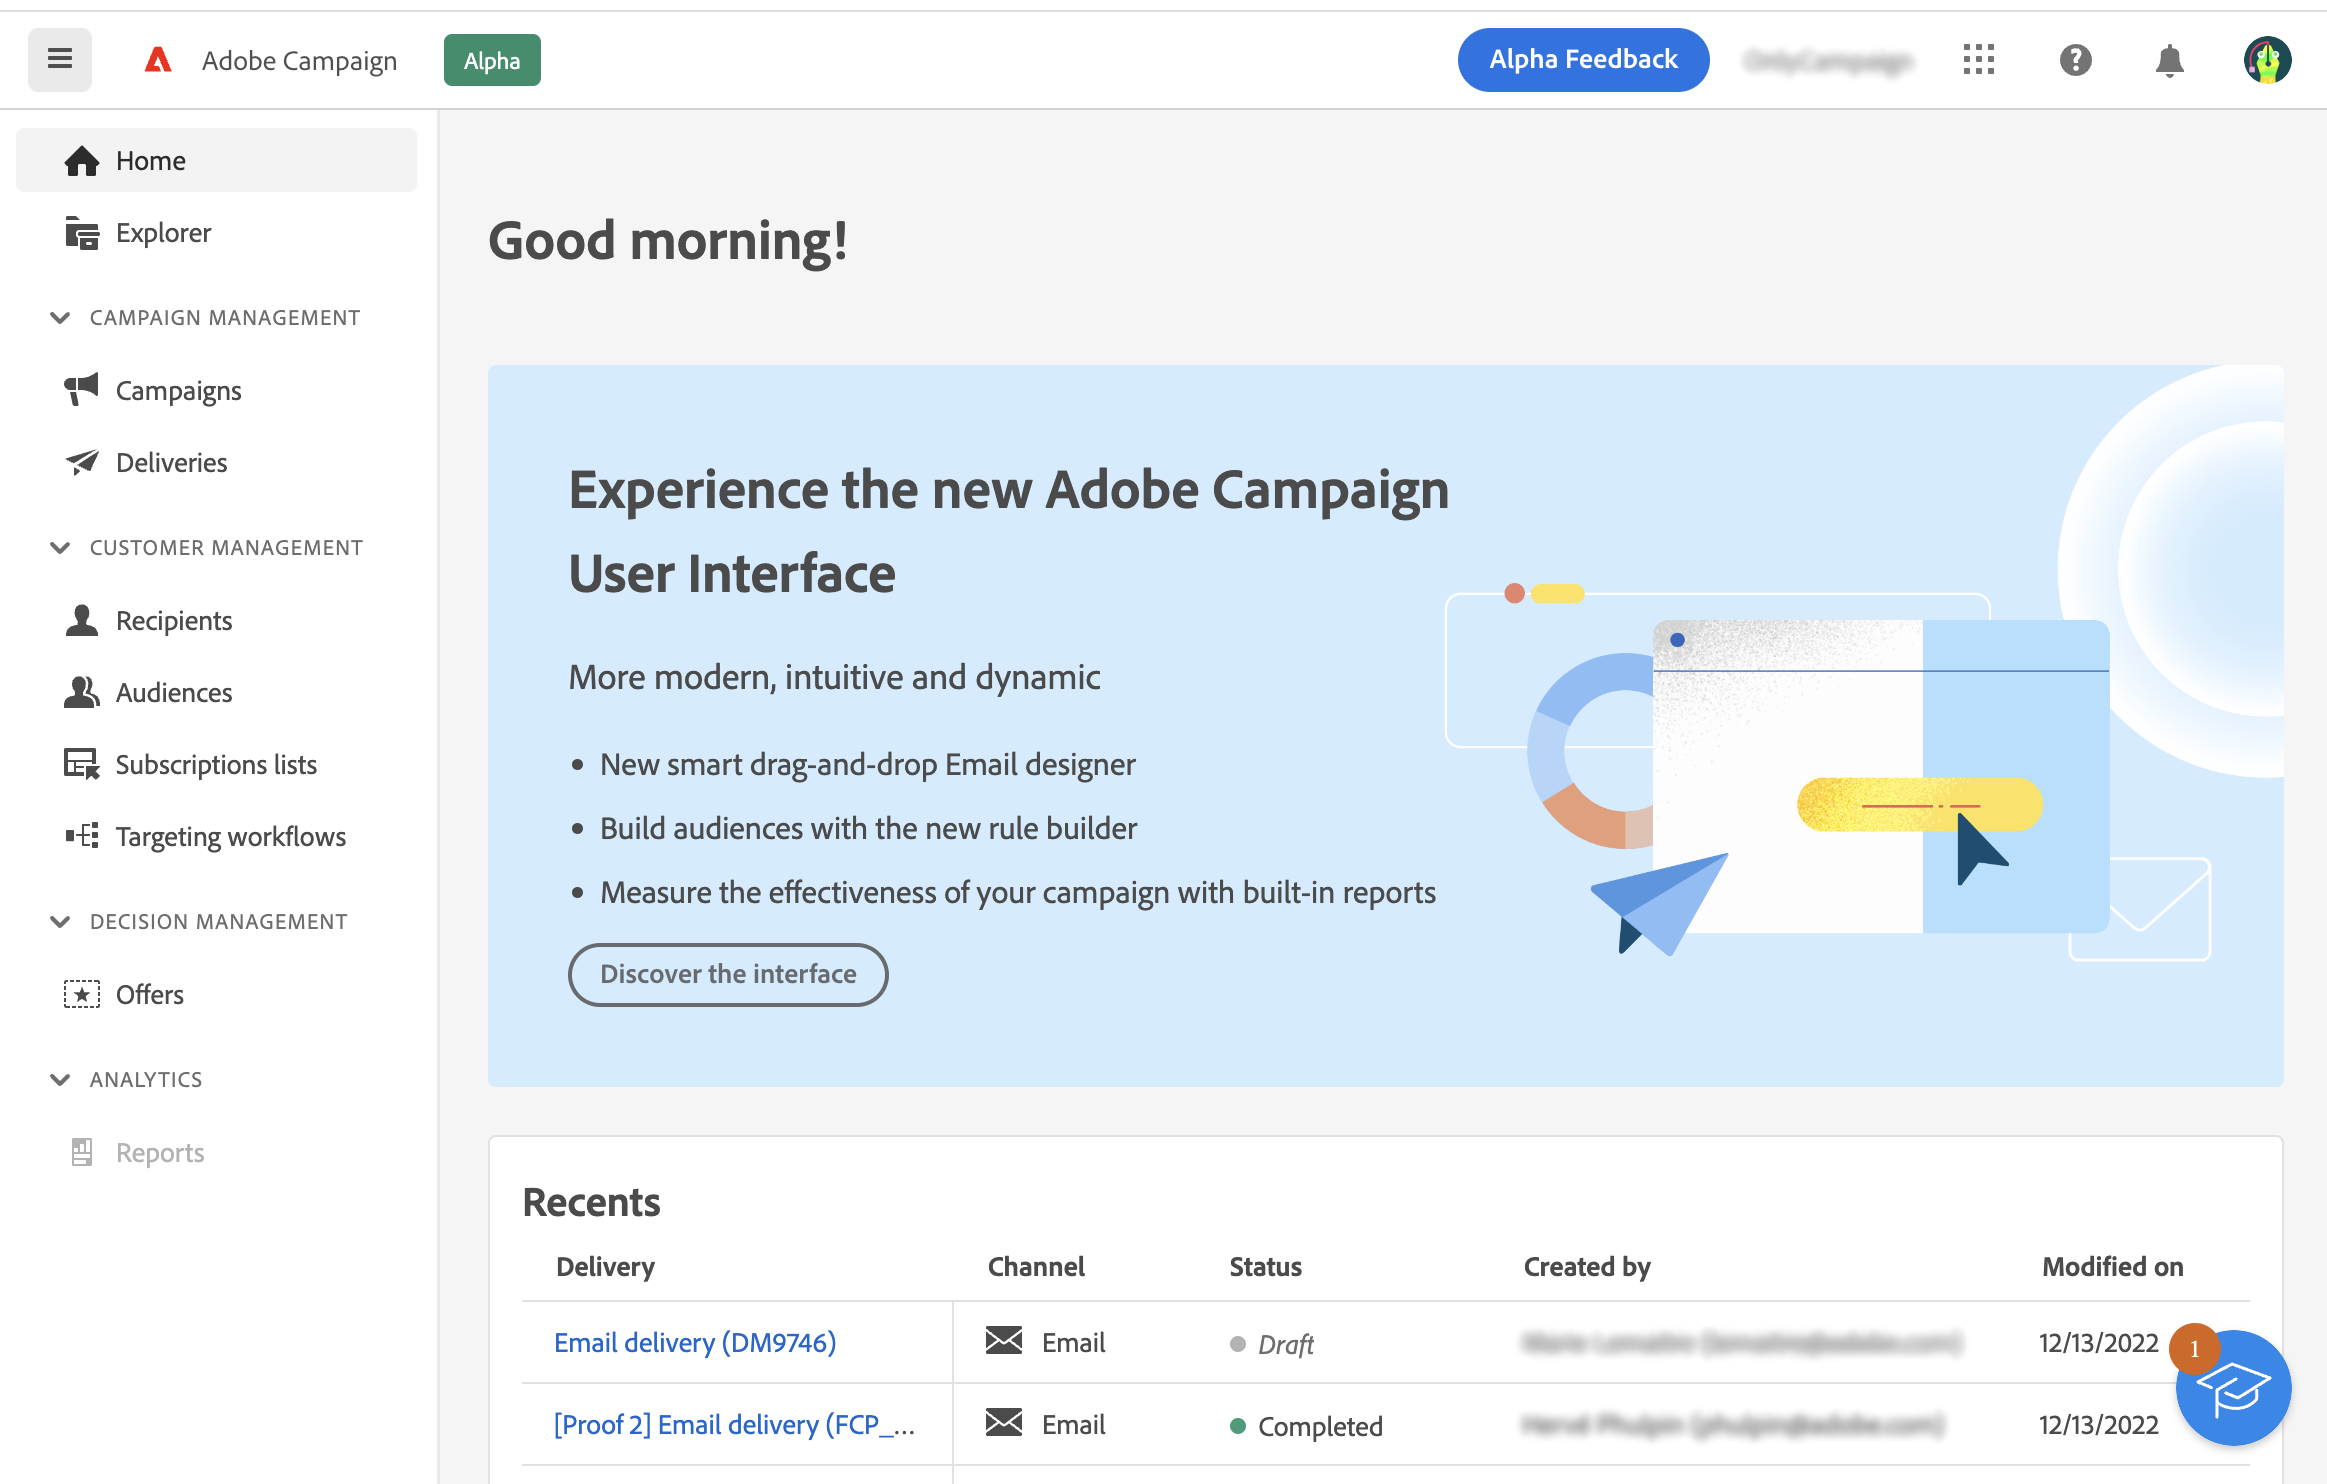 Adobe Campaign
Alpha
Alpha Feedback
Home
Explorer
CAMPAIGN MANAGEMENT
Campaigns
Deliveries
CUSTOMER MANAGEMENT
Recipients
Audiences
Subscriptions lists
Targeting workflows
DECISION MANAGEMENT
Offers
ANALYTICS
Reports
Good morning!
Experience the new Adobe Campaign
User Interface
More modern, intuitive and dynamic
• New smart drag-and-drop Email designer
• Build audiences with the new rule builder
• Measure the effectiveness of your campaign with built-in reports
Discover the interface
Recents
Delivery Channel Status Created by Modified on
Email delivery (DM9746) Email Draft 12/13/2022
[Proof 2] Email delivery (FCP_... Email Completed 12/13/2022
1